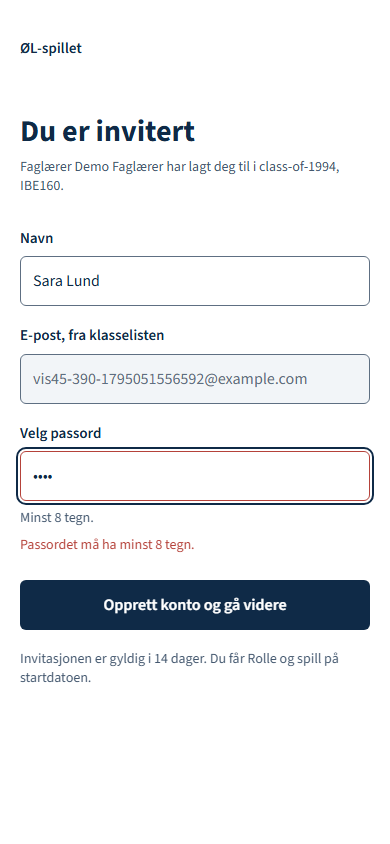 ØL-spillet
Du er invitert
Faglærer Demo Faglærer har lagt deg til i class-of-1994,
IBE160.
Navn
Sara Lund
E-post, fra klasselisten
vis45-390-1795051556592@example.com
Velg passord
••••
Minst 8 tegn.
Passordet må ha minst 8 tegn.
Opprett konto og gå videre
Invitasjonen er gyldig i 14 dager. Du får Rolle og spill på
startdatoen.